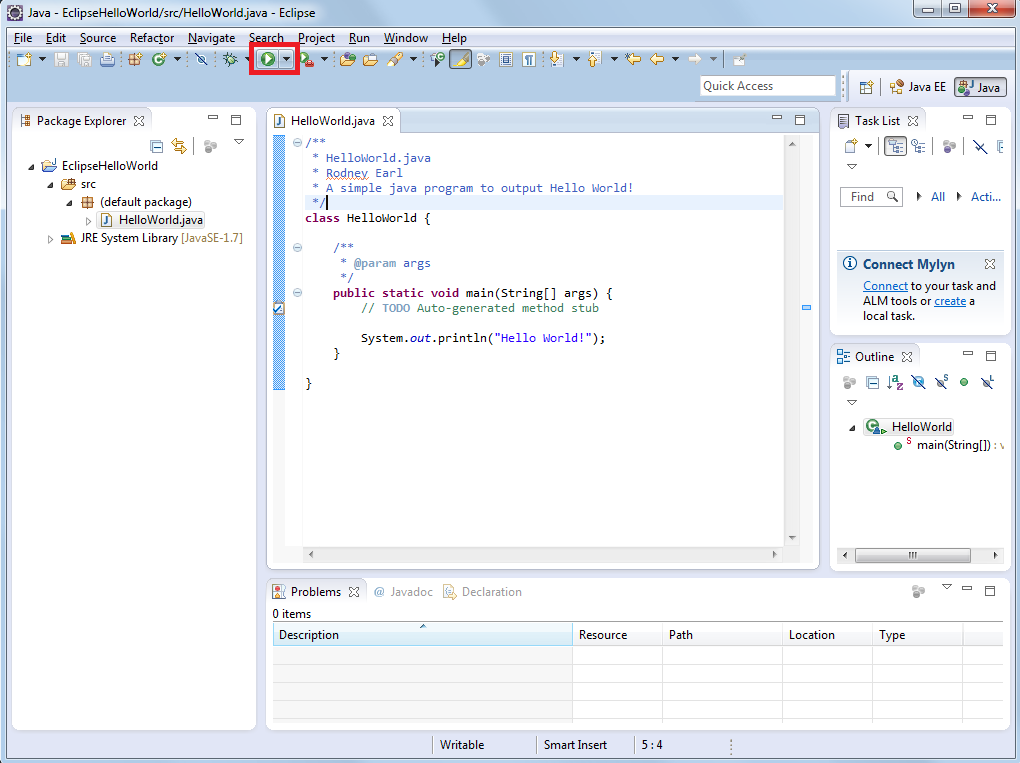 Java - EclipseHelloWorld/src/HelloWorld.java - Eclipse
File Edit Source Refactor Navigate Search Project Run Window Help
Quick Access
Java EE
Java
Package Explorer
EclipseHelloWorld
src
(default package)
HelloWorld.java
JRE System Library [JavaSE-1.7]
HelloWorld.java
/**
* HelloWorld.java
* Rodney Earl
* A simple java program to output Hello World!
*/
class HelloWorld {
/**
* @param args
*/
public static void main(String[] args) {
// TODO Auto-generated method stub
System.out.println("Hello World!");
}
}
Task List
Find
All
Acti...
Connect Mylyn
Connect to your task and
ALM tools or create a
local task.
Outline
HelloWorld
main(String[]) : v
Problems @ Javadoc Declaration
0 items
Description Resource Path Location Type
Writable Smart Insert 5 : 4